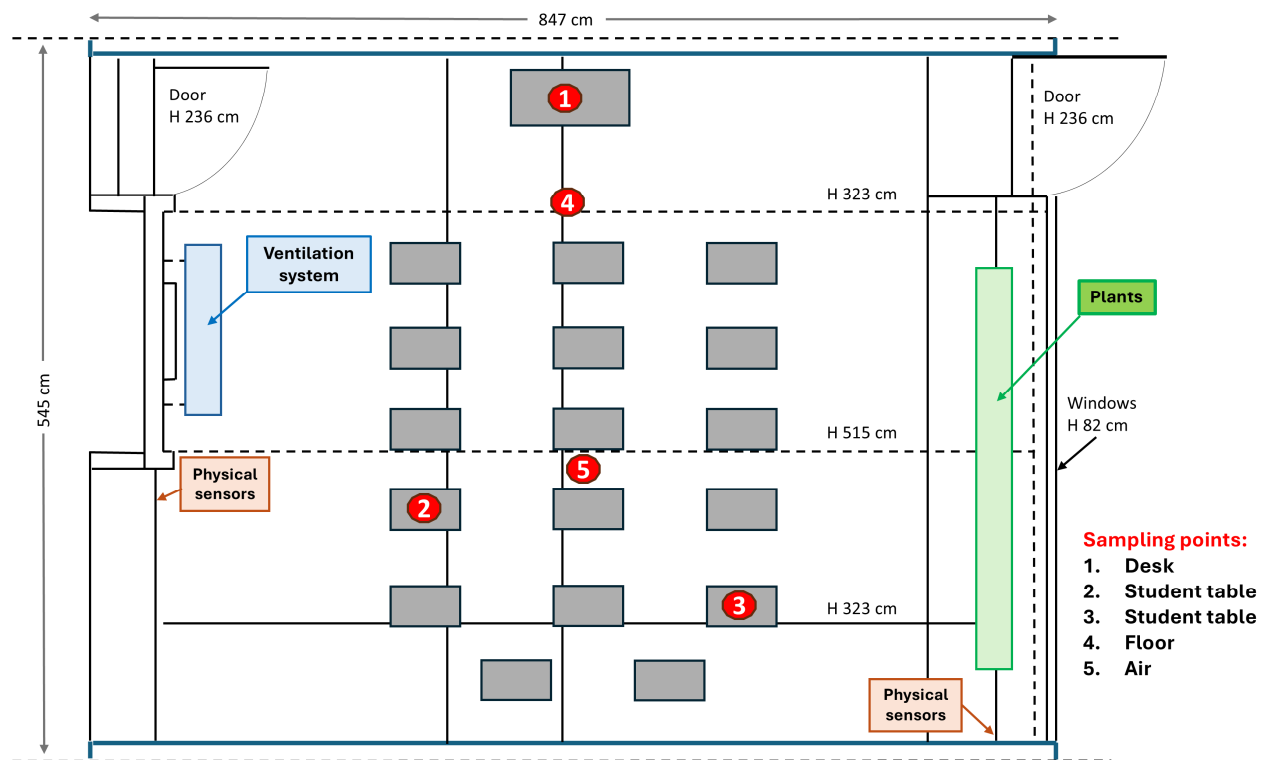 847 cm
Door
H 236 cm
1
Door
H 236 cm
4
H 323 cm
Ventilation
system
Plants
545 cm
Windows
H 82 cm
H 515 cm
Physical
sensors
5
2
3
H 323 cm
Physical
sensors
Sampling points:
1. Desk
2. Student table
3. Student table
4. Floor
5. Air